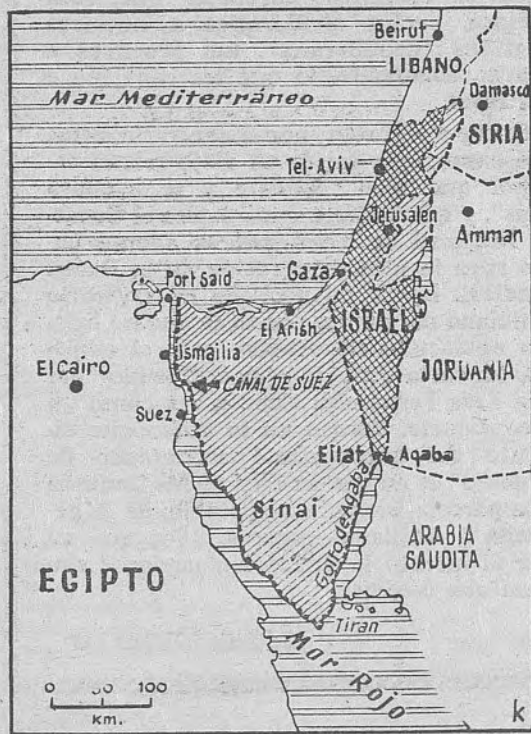 Beirut
LIBANO
Damasco
Mar Mediterráneo
SIRIA
Tel-Aviv
Jerusalen
Amman
Gaza
Port Said
El Arish
ISRAEL
Ismailia
El Cairo
CANAL DE SUEZ
JORDANIA
Suez
Eilat
Aqaba
Sinai
Golfo de Aqaba
ARABIA
SAUDITA
EGIPTO
Tiran
Mar Rojo
0 50 100
KM.
k